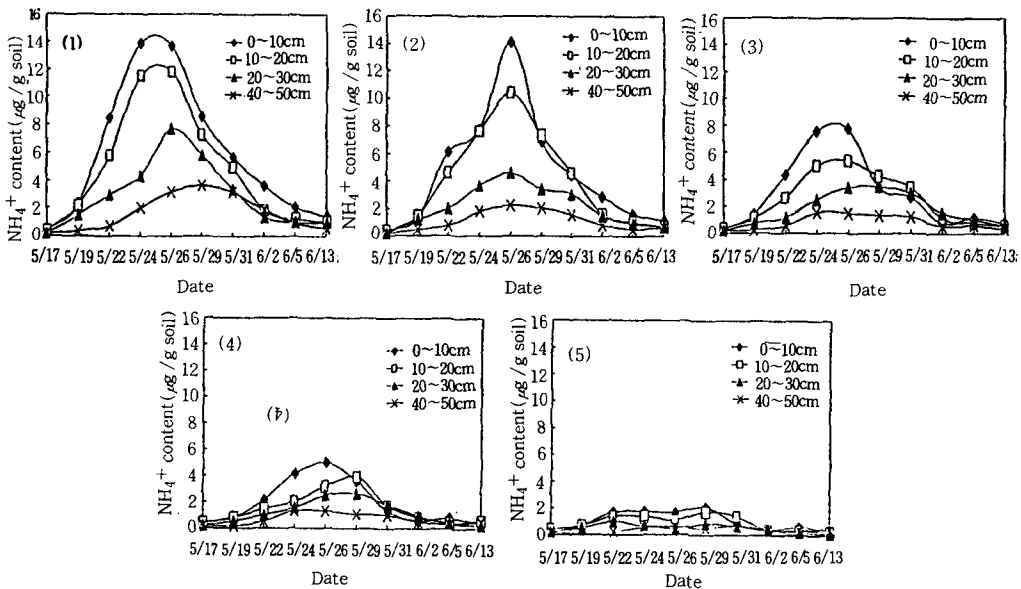 (1)
16
14
12
10
8
6
4
2
0
NH₄⁺ content(μg/g soil)
0~10cm
10~20cm
20~30cm
40~50cm
5/17 5/19 5/22 5/24 5/26 5/29 5/31 6/2 6/5 6/13
Date
(2)
16
14
12
10
8
6
4
2
0
NH₄⁺ content(μg/g soil)
0~10cm
10~20cm
20~30cm
40~50cm
5/17 5/19 5/22 5/24 5/26 5/29 5/31 6/2 6/5 6/13
Date
(3)
16
14
12
10
8
6
4
2
0
NH₄⁺ content(μg/g soil)
0~10cm
10~20cm
20~30cm
40~50cm
5/17 5/19 5/22 5/24 5/26 5/29 5/31 6/2 6/5 6/13
Date
(4)
16
14
12
10
8
6
4
2
0
NH₄⁺ content(μg/g soil)
0~10cm
10~20cm
20~30cm
40~50cm
(4)
5/17 5/19 5/22 5/24 5/26 5/29 5/31 6/2 6/5 6/13
Date
(5)
16
14
12
10
8
6
4
2
0
NH₄⁺ content(μg/g soil)
0~10cm
10~20cm
20~30cm
40~50cm
5/17 5/19 5/22 5/24 5/26 5/29 5/31 6/2 6/5 6/13
Date